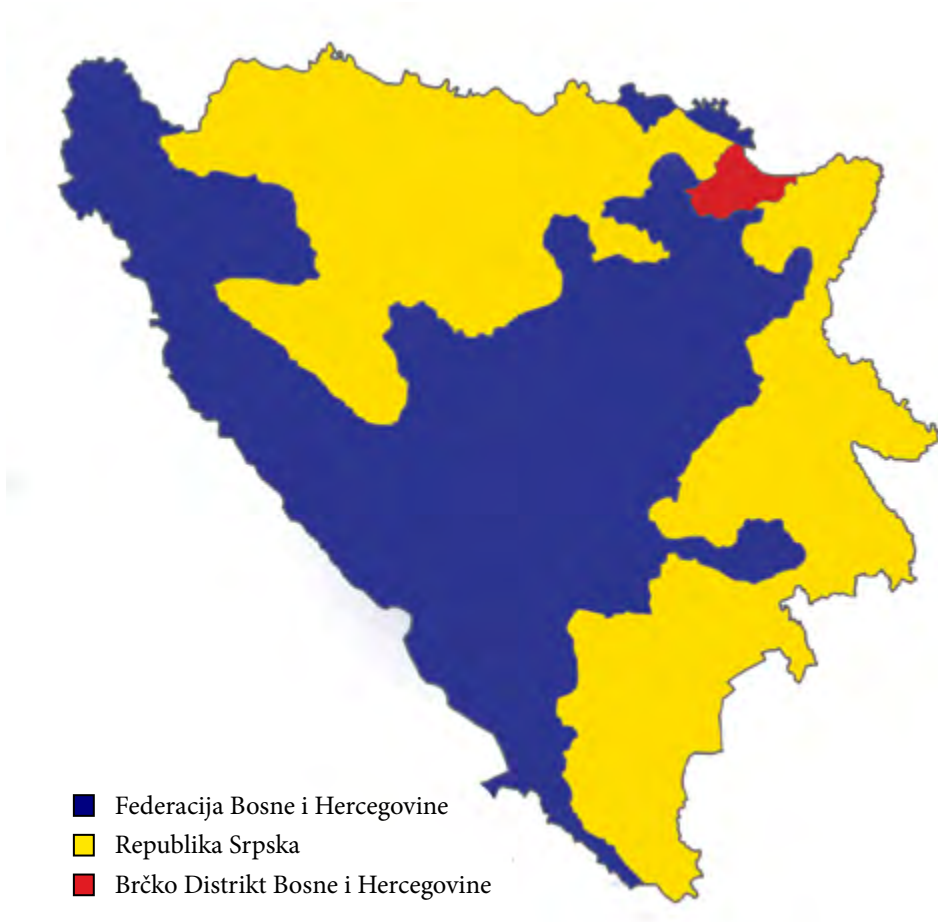 Federacija Bosne i Hercegovine
Republika Srpska
Brčko Distrikt Bosne i Hercegovine